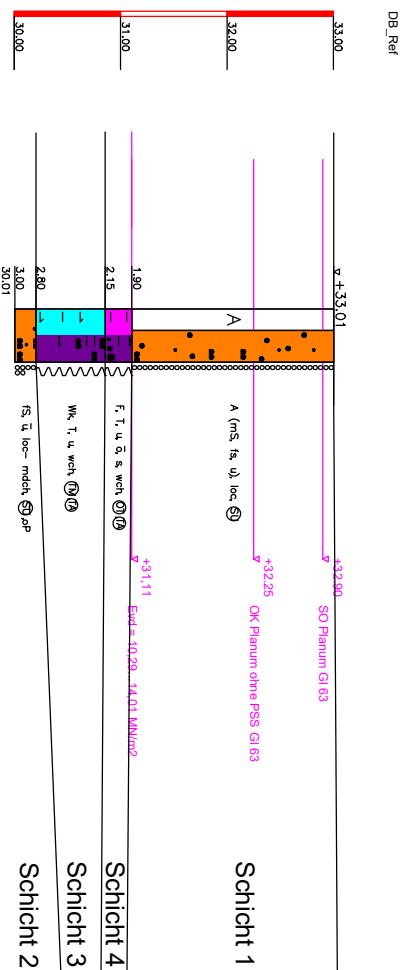 DB_Ref
33.00
32.00
31.00
30.00
+33.01
A
1.90
2.15
2.80
3.00
30.01
A (mS, fs, u), loc, SU
F, T, u, ō, s, wch, OT TA
Wk, T, u, wch, TM TA
fS, ū, loc- mdch, SŪ, oP
+32.90
SO Planum Gl 63
+32.25
OK Planum ohne PSS Gl 63
+31,11
Evd = 10,29...14,01 MN/m2
Schicht 1
Schicht 4
Schicht 3
Schicht 2